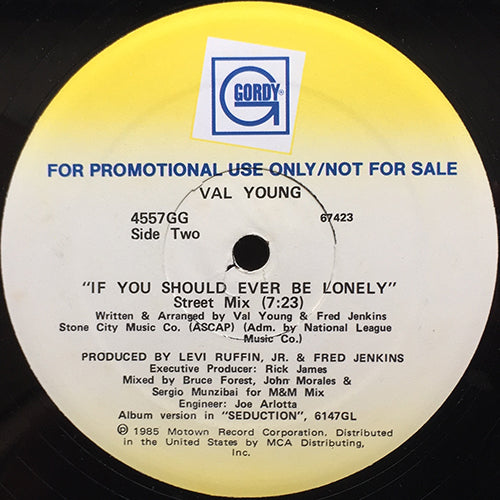 GORDY®
FOR PROMOTIONAL USE ONLY/NOT FOR SALE
VAL YOUNG
4557GG 67423
Side Two
"IF YOU SHOULD EVER BE LONELY"
Street Mix (7:23)
Written & Arranged by Val Young & Fred Jenkins
Stone City Music Co. (ASCAP) (Adm. by National League
Music Co.)
PRODUCED BY LEVI RUFFIN, JR. & FRED JENKINS
Executive Producer: Rick James
Mixed by Bruce Forest, John Morales &
Sergio Munzibai for M&M Mix
Engineer: Joe Arlotta
Album version in "SEDUCTION", 6147GL
℗ 1985 Motown Record Corporation. Distributed
in the United States by MCA Distributing,
Inc.